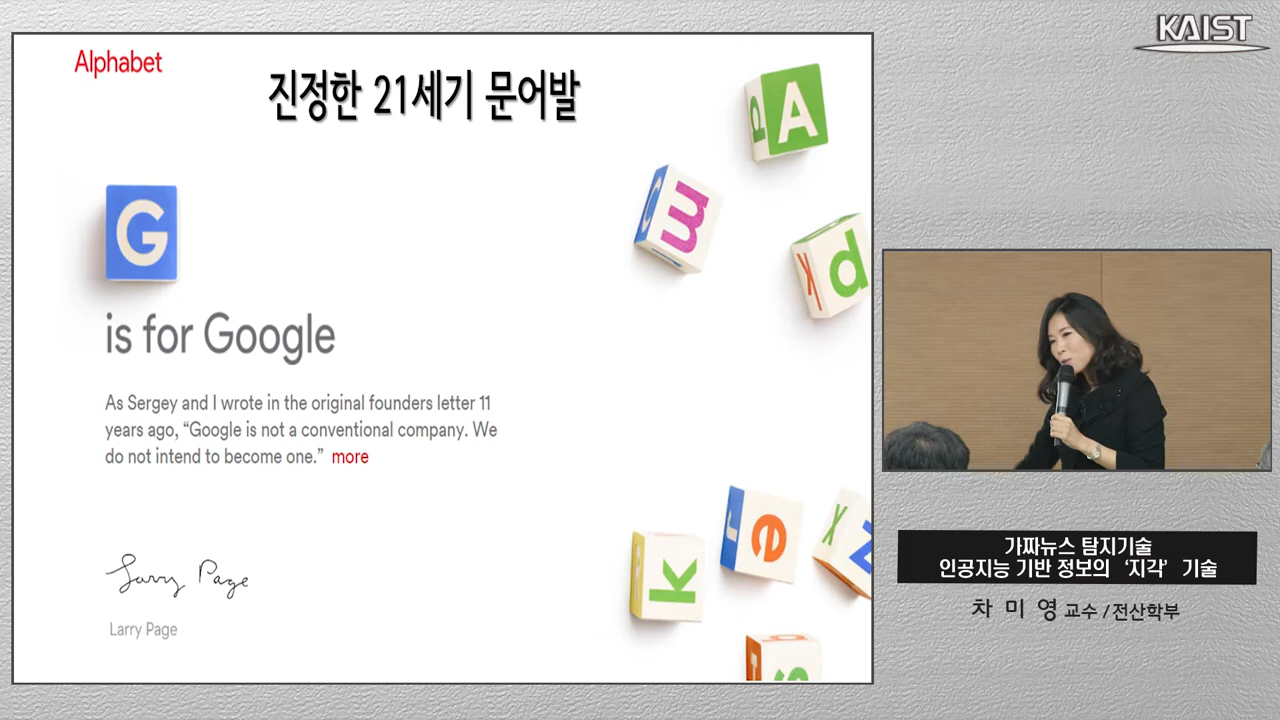 KAIST
Alphabet
진정한 21세기 문어발
A
m
d
G
is for Google
As Sergey and I wrote in the original founders letter 11
years ago, “Google is not a conventional company. We
do not intend to become one.” more
k
e
Larry Page
Larry Page
가짜뉴스 탐지기술
인공지능 기반 정보의 ‘지각’ 기술
차 미 영 교수 / 전산학부